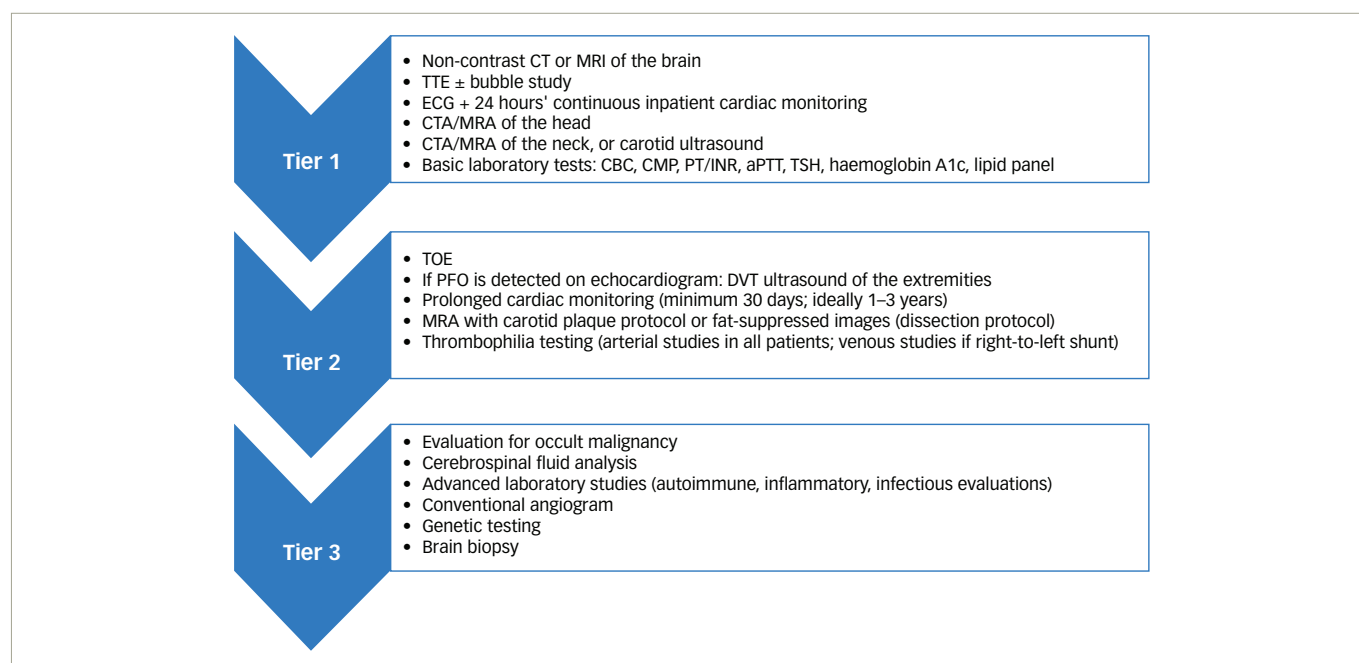 Tier 1
• Non-contrast CT or MRI of the brain
• TTE ± bubble study
• ECG + 24 hours' continuous inpatient cardiac monitoring
• CTA/MRA of the head
• CTA/MRA of the neck, or carotid ultrasound
• Basic laboratory tests: CBC, CMP, PT/INR, aPTT, TSH, haemoglobin A1c, lipid panel
Tier 2
• TOE
• If PFO is detected on echocardiogram: DVT ultrasound of the extremities
• Prolonged cardiac monitoring (minimum 30 days; ideally 1–3 years)
• MRA with carotid plaque protocol or fat-suppressed images (dissection protocol)
• Thrombophilia testing (arterial studies in all patients; venous studies if right-to-left shunt)
Tier 3
• Evaluation for occult malignancy
• Cerebrospinal fluid analysis
• Advanced laboratory studies (autoimmune, inflammatory, infectious evaluations)
• Conventional angiogram
• Genetic testing
• Brain biopsy